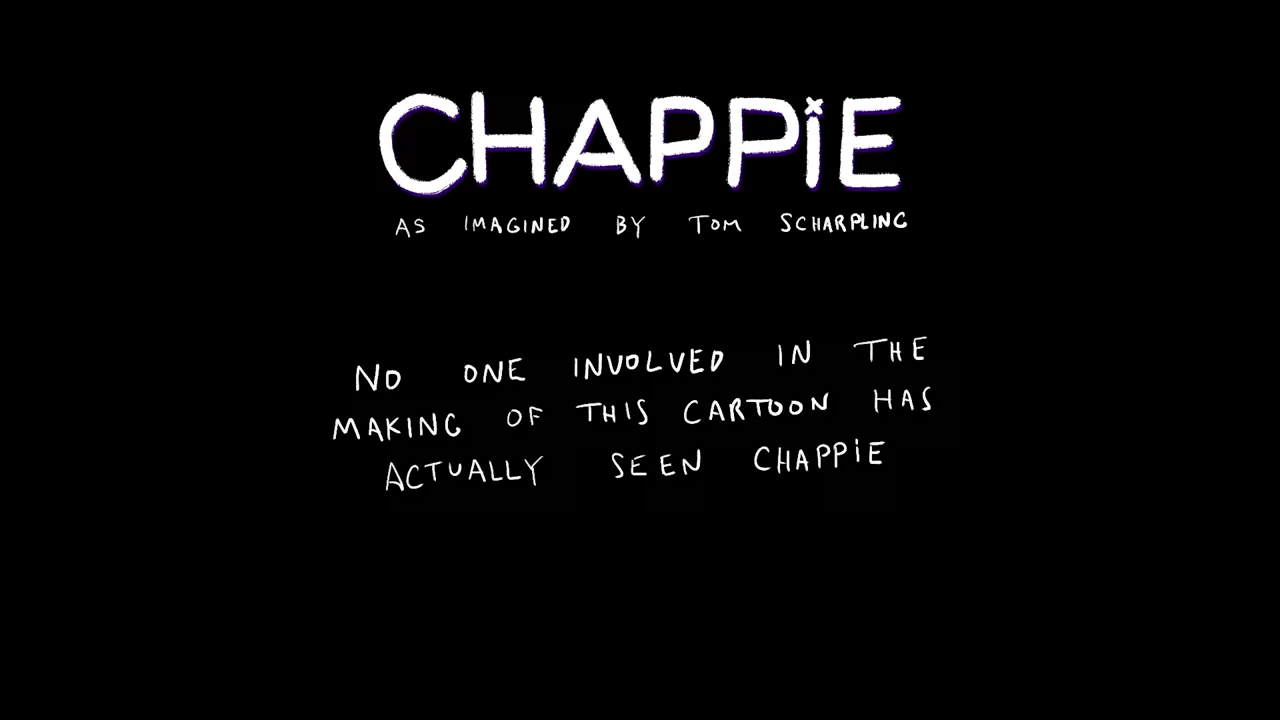 CHAPPiE
AS IMAGINED BY TOM SCHARPLING
NO ONE INVOLVED IN THE
MAKING OF THIS CARTOON HAS
ACTUALLY SEEN CHAPPiE